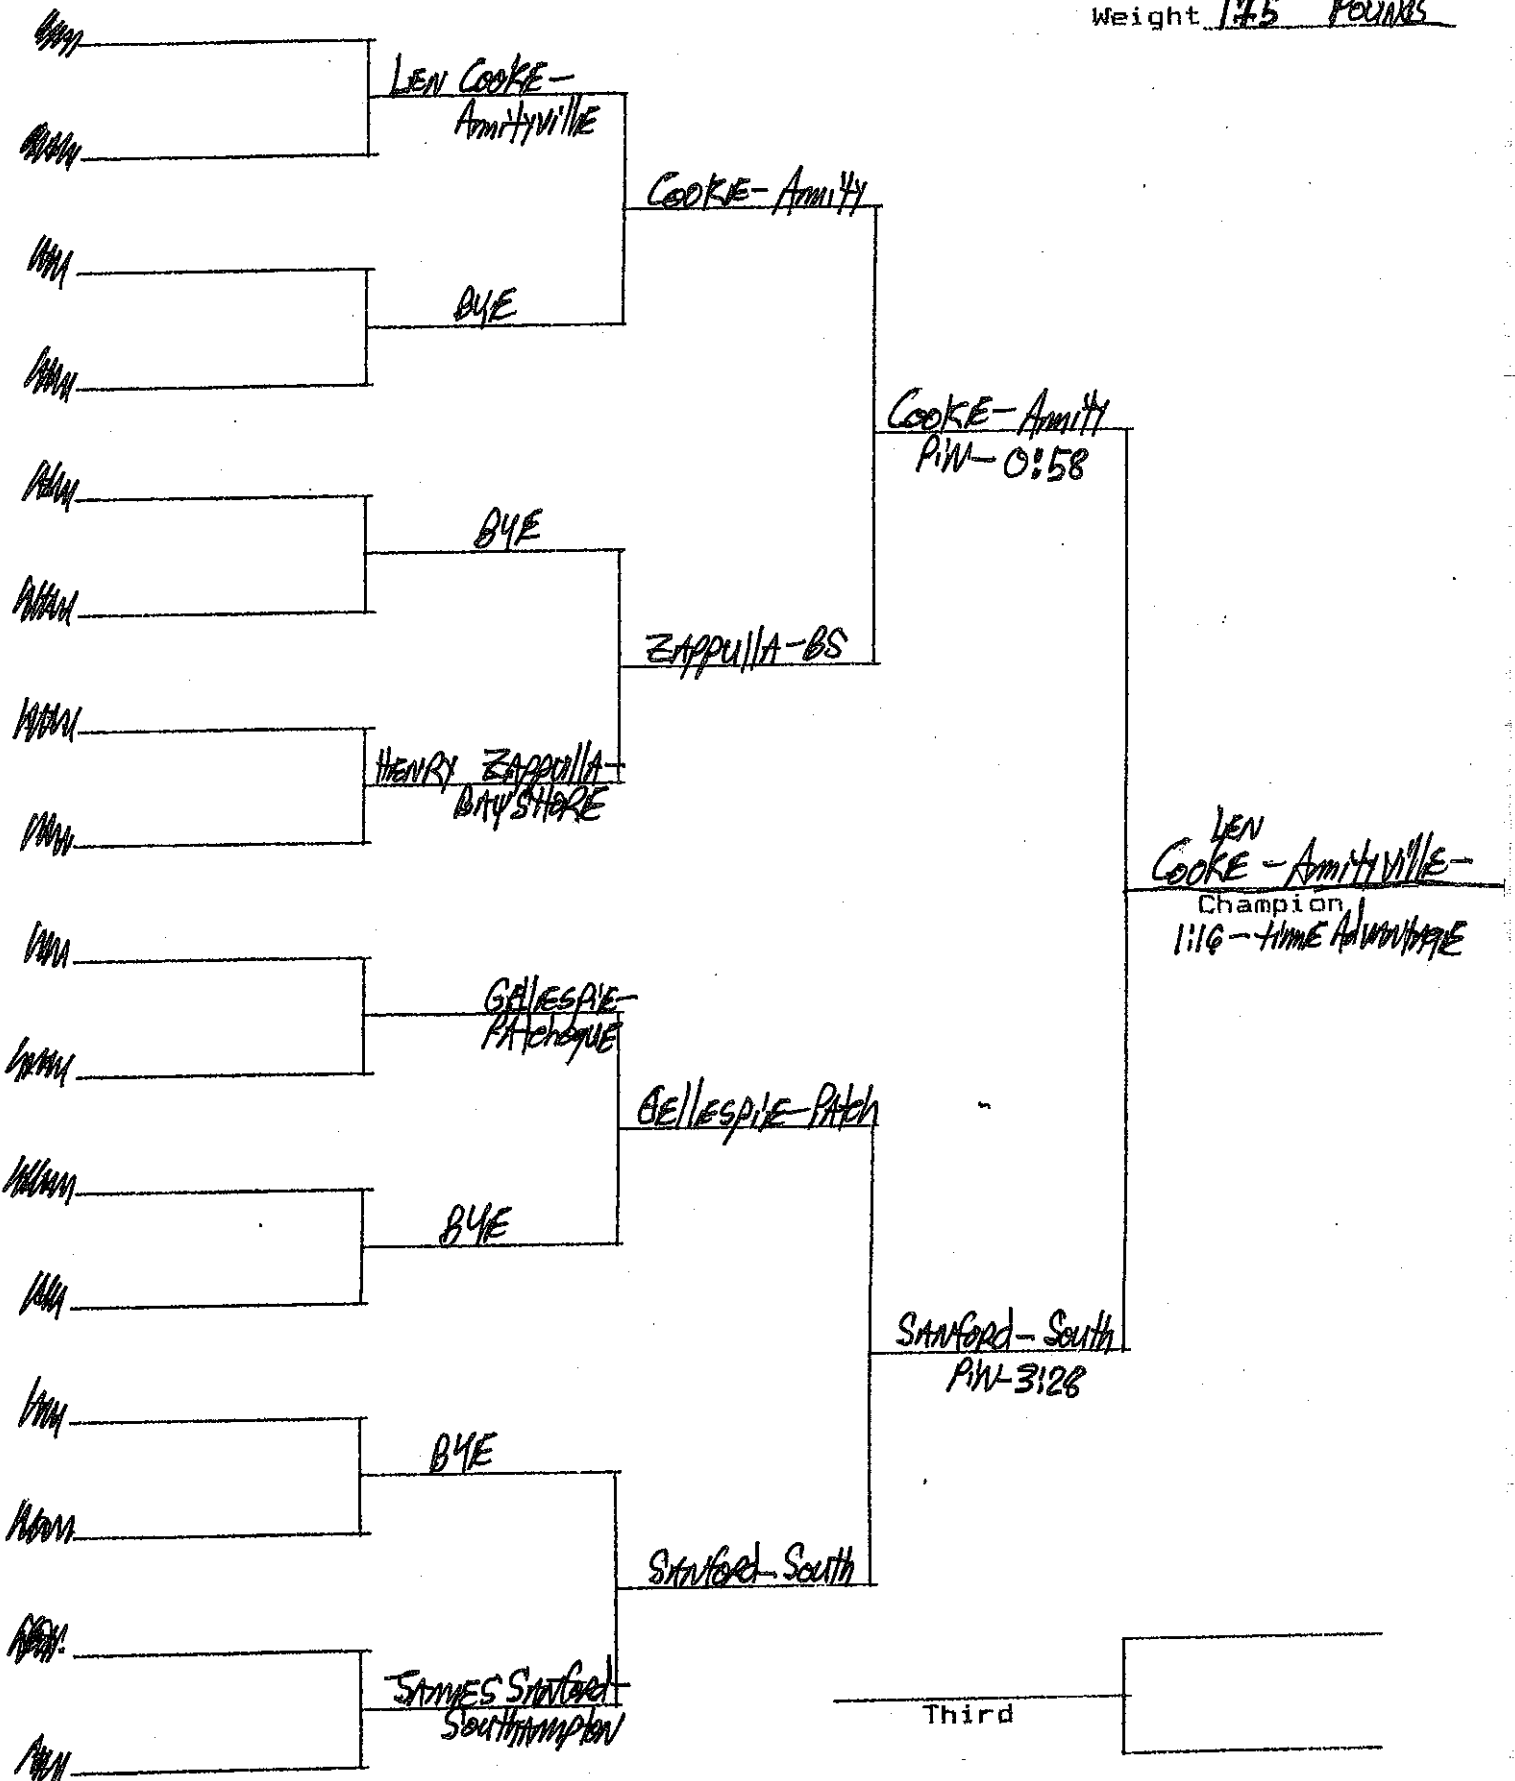 Weight 175 POUNDS
LEN COOKE-
AmityvillE
COOKE- Amity
BYE
COOKE- Amity
PiN- 0:58
BYE
ZAppUllA-BS
HENRY ZAppUllA-
BAYSHORE
LEN
COOKE - AmityvillE-
Champion
1:16-timE AdvANtAgE
GEllESpiE-
PAtchogUE
GEllESpiE-PAtch
BYE
SANfoRd- South
PiN-3:28
BYE
SANfoRd- South
JAMES SANfoRd-
SoUtHAmptoN
Third